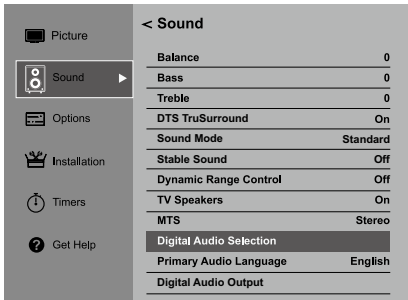 Picture
Sound
Options
Installation
Timers
Get Help
< Sound
Balance 0
Bass 0
Treble 0
DTS TruSurround On
Sound Mode Standard
Stable Sound Off
Dynamic Range Control Off
TV Speakers On
MTS Stereo
Digital Audio Selection
Primary Audio Language English
Digital Audio Output